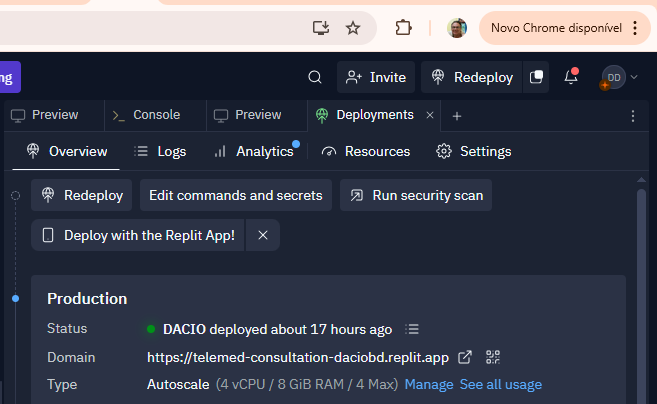 Novo Chrome disponível
ng
Invite
Redeploy
DD
Preview
Console
Preview
Deployments
Overview
Logs
Analytics
Resources
Settings
Redeploy
Edit commands and secrets
Run security scan
Deploy with the Replit App!
Production
Status DACIO deployed about 17 hours ago
Domain https://telemed-consultation-daciobd.replit.app
Type Autoscale (4 vCPU / 8 GiB RAM / 4 Max) Manage See all usage